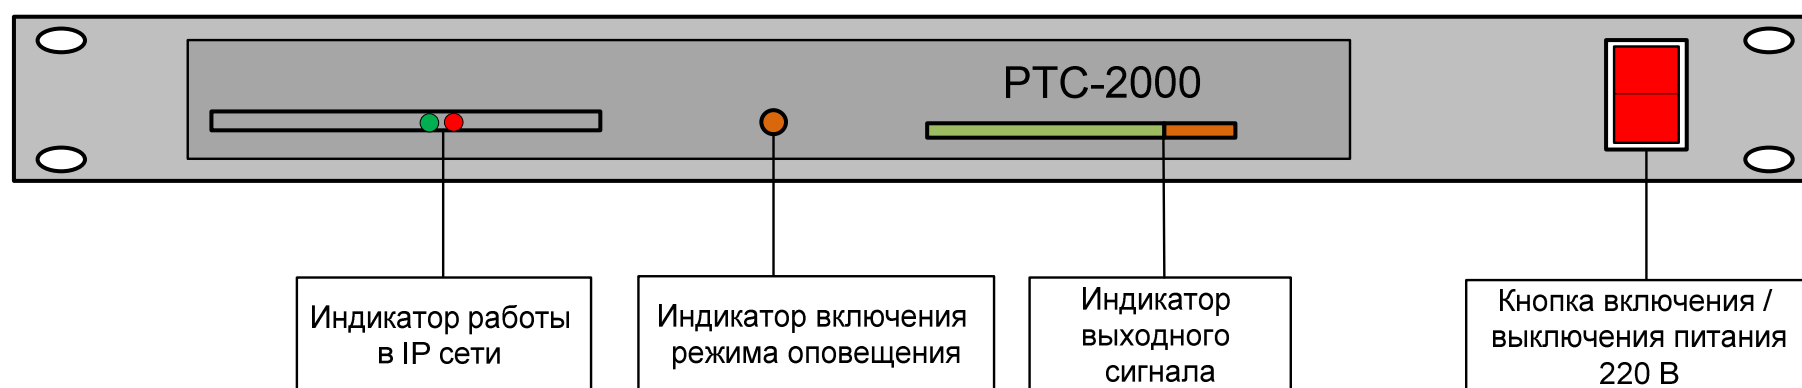 РТС-2000
Индикатор работы
в IP сети
Индикатор включения
режима оповещения
Индикатор
выходного
сигнала
Кнопка включения /
выключения питания
220 В